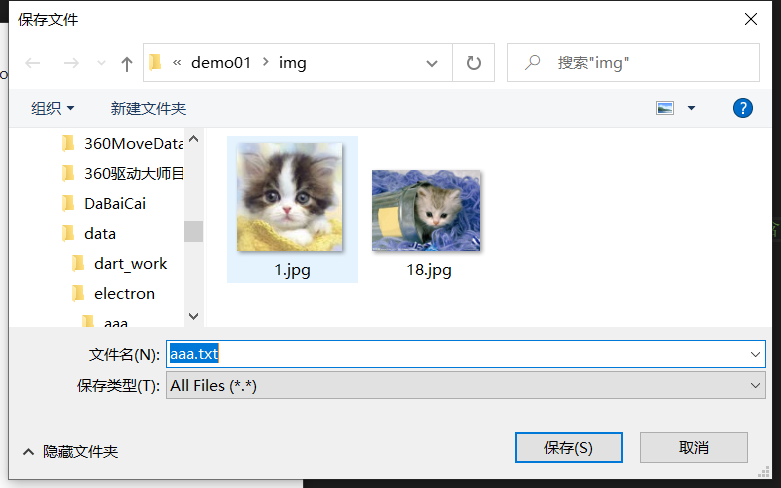 保存文件
« demo01 › img
搜索"img"
组织
新建文件夹
?
360MoveData
360驱动大师目
DaBaiCai
data
dart_work
electron
aaa
1.jpg
18.jpg
文件名(N):
aaa.txt
保存类型(T):
All Files (*.*)
隐藏文件夹
保存(S)
取消